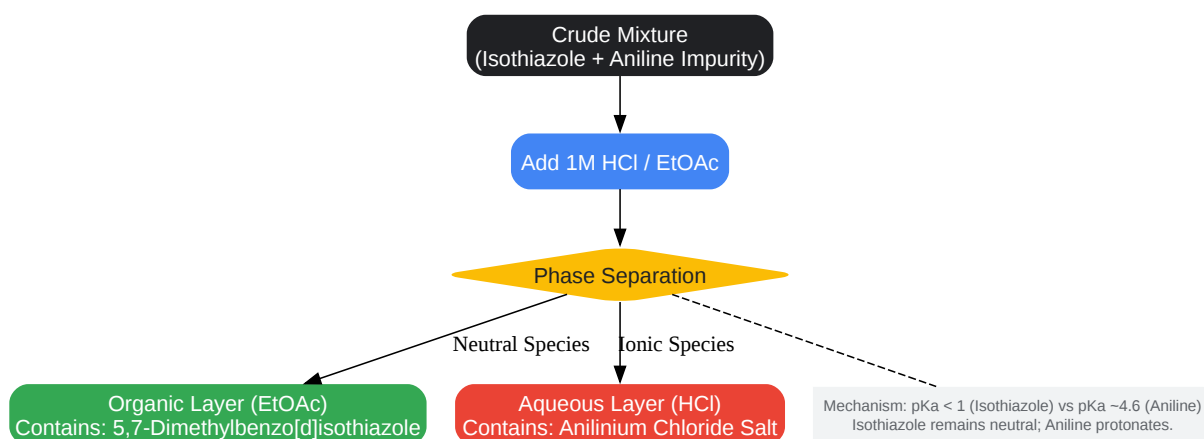 Crude Mixture
(Isothiazole + Aniline Impurity)
Add 1M HCl / EtOAc
Phase Separation
Neutral Species
Ionic Species
Organic Layer (EtOAc)
Contains: 5,7-Dimethylbenzo[d]isothiazole
Aqueous Layer (HCl)
Contains: Anilinium Chloride Salt
Mechanism: pKa < 1 (Isothiazole) vs pKa ~4.6 (Aniline)
Isothiazole remains neutral; Aniline protonates.